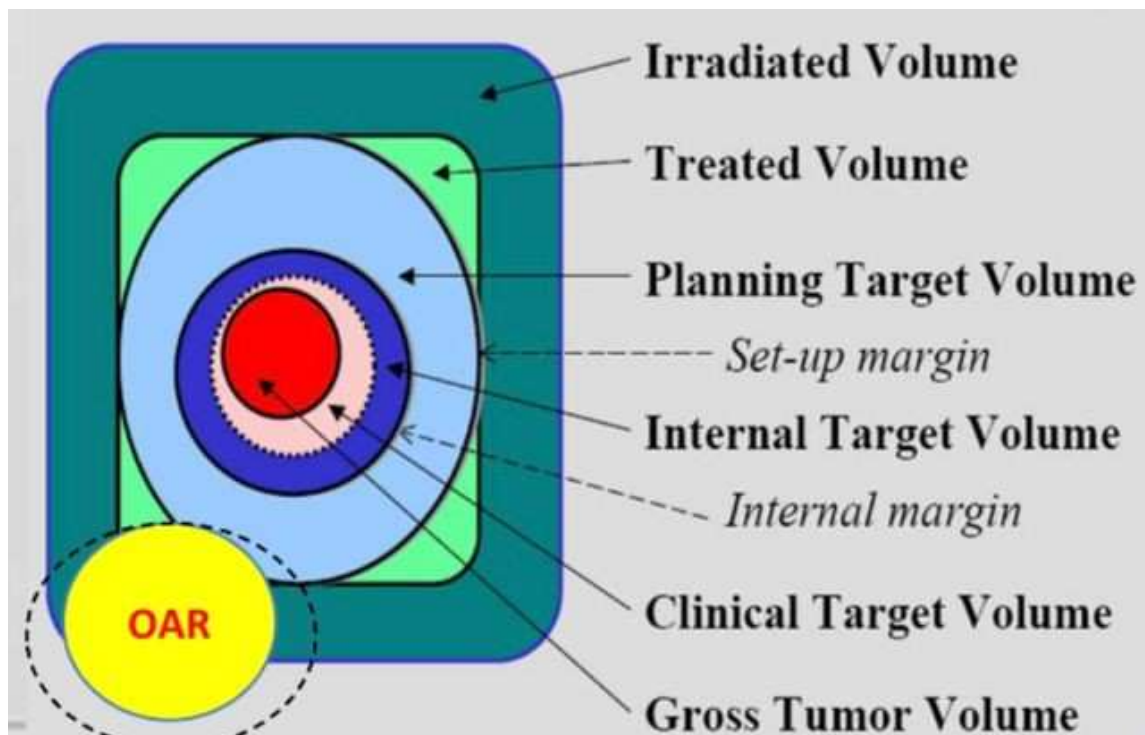 Irradiated Volume
Treated Volume
Planning Target Volume
Set-up margin
Internal Target Volume
Internal margin
OAR
Clinical Target Volume
Gross Tumor Volume